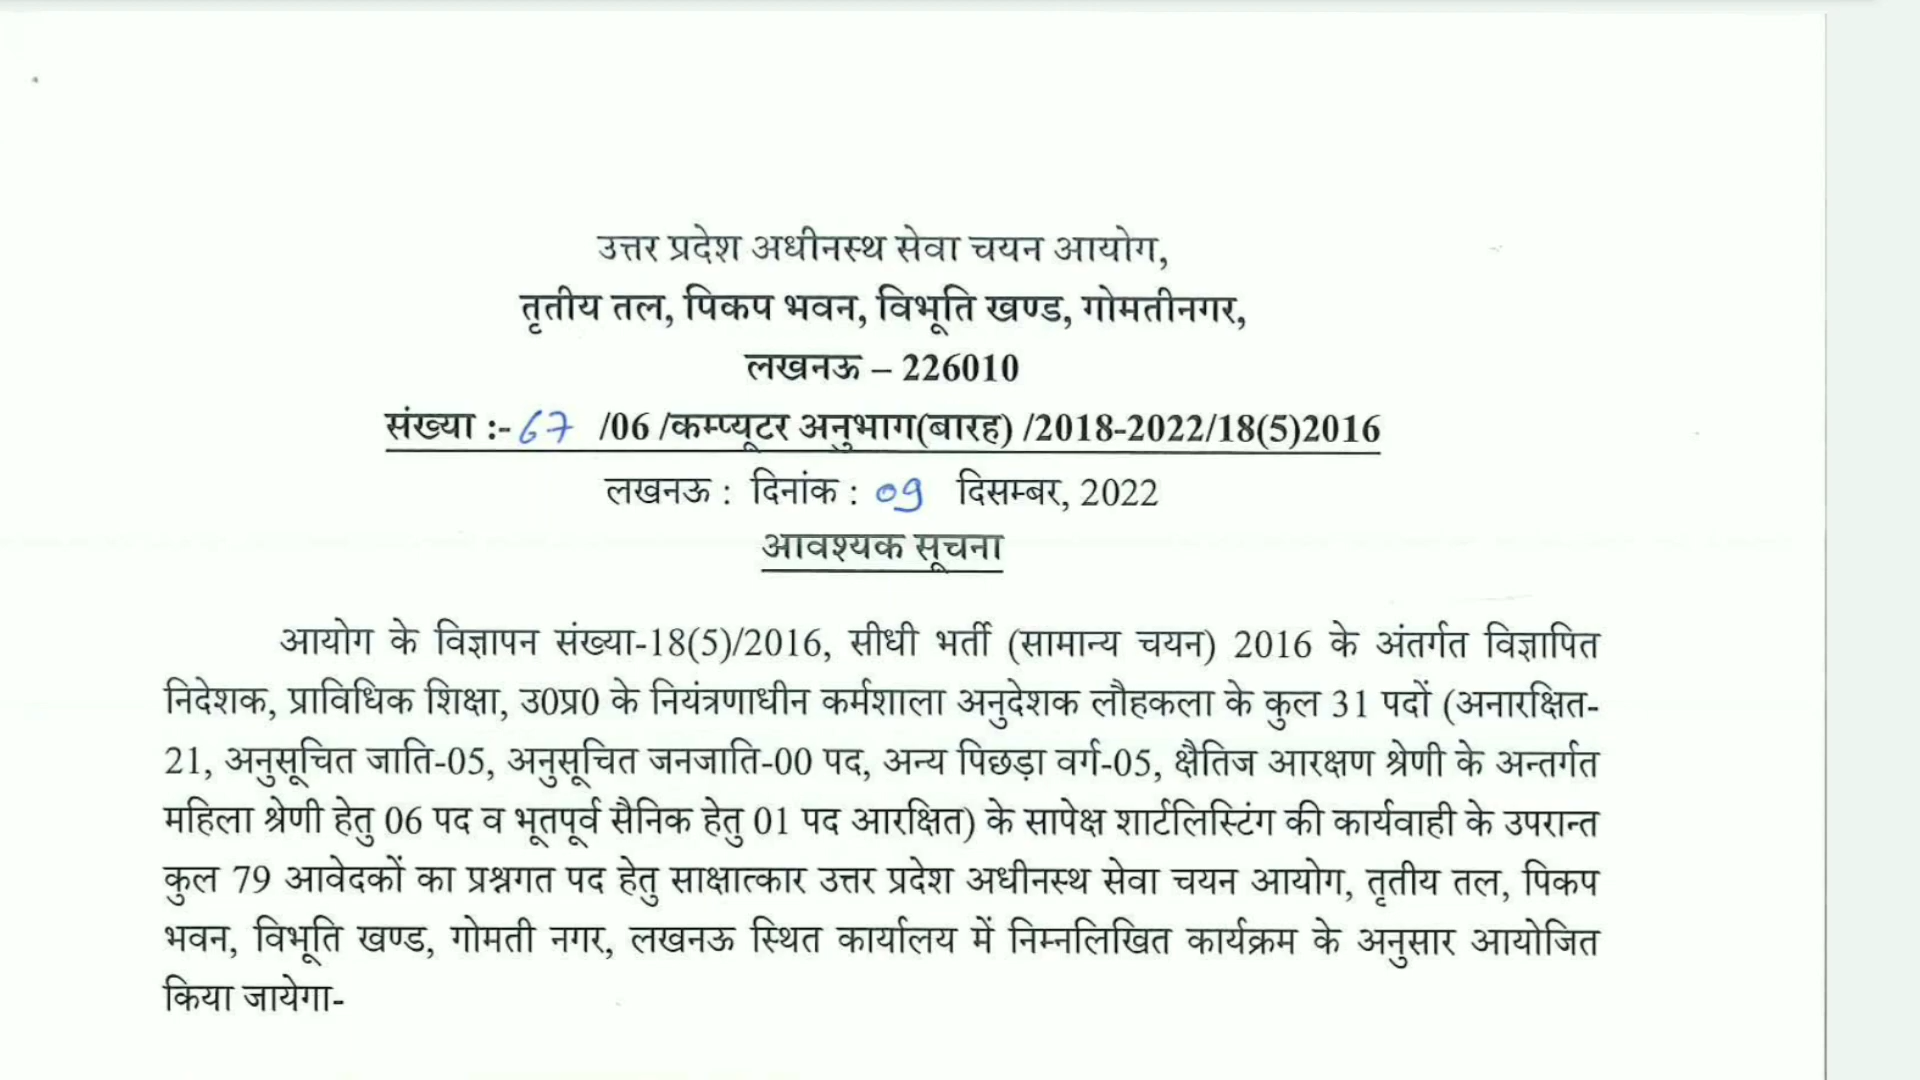 उत्तर प्रदेश अधीनस्थ सेवा चयन आयोग,
तृतीय तल, पिकप भवन, विभूति खण्ड, गोमतीनगर,
लखनऊ – 226010
संख्या :- 67 /06 /कम्प्यूटर अनुभाग(बारह) /2018-2022/18(5)2016
लखनऊ : दिनांक : 09 दिसम्बर, 2022
आवश्यक सूचना
आयोग के विज्ञापन संख्या-18(5)/2016, सीधी भर्ती (सामान्य चयन) 2016 के अंतर्गत विज्ञापित
निदेशक, प्राविधिक शिक्षा, उ0प्र0 के नियंत्रणाधीन कर्मशाला अनुदेशक लौहकला के कुल 31 पदों (अनारक्षित-
21, अनुसूचित जाति-05, अनुसूचित जनजाति-00 पद, अन्य पिछड़ा वर्ग-05, क्षैतिज आरक्षण श्रेणी के अन्तर्गत
महिला श्रेणी हेतु 06 पद व भूतपूर्व सैनिक हेतु 01 पद आरक्षित) के सापेक्ष शार्टलिस्टिंग की कार्यवाही के उपरान्त
कुल 79 आवेदकों का प्रश्नगत पद हेतु साक्षात्कार उत्तर प्रदेश अधीनस्थ सेवा चयन आयोग, तृतीय तल, पिकप
भवन, विभूति खण्ड, गोमती नगर, लखनऊ स्थित कार्यालय में निम्नलिखित कार्यक्रम के अनुसार आयोजित
किया जायेगा-